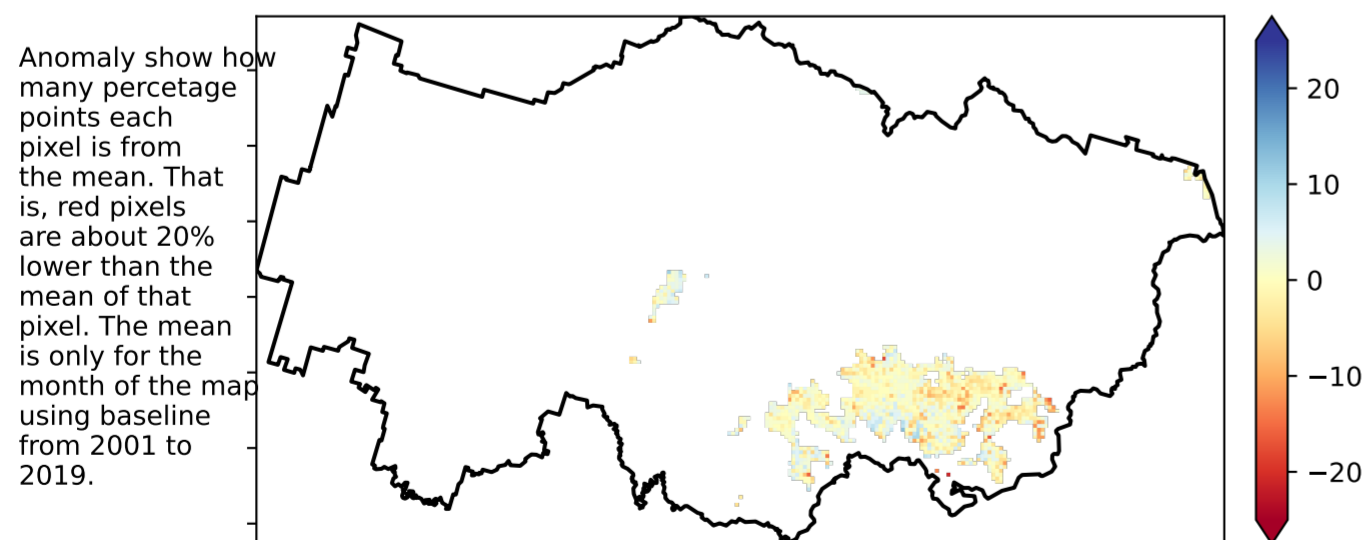 Anomaly show how
many percetage
points each
pixel is from
the mean. That
is, red pixels
are about 20%
lower than the
mean of that
pixel. The mean
is only for the
month of the map
using baseline
from 2001 to
2019.
20
10
0
−10
−20